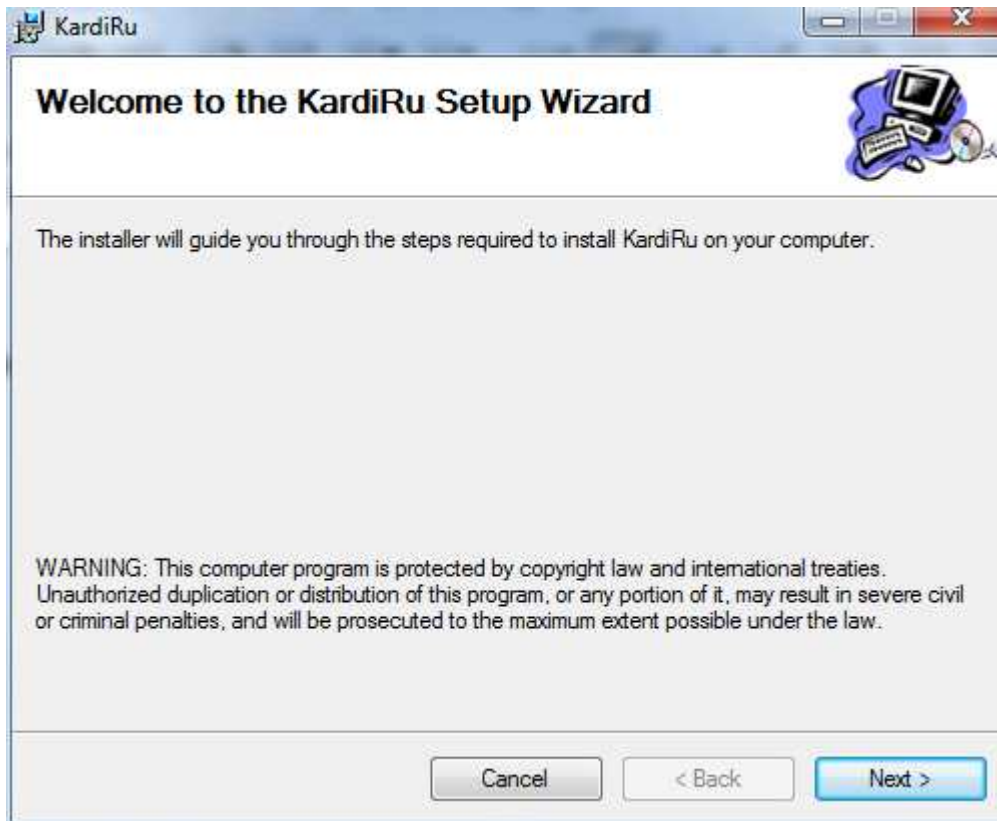 KardiRu
Welcome to the KardiRu Setup Wizard
The installer will guide you through the steps required to install KardiRu on your computer.
WARNING: This computer program is protected by copyright law and international treaties.
Unauthorized duplication or distribution of this program, or any portion of it, may result in severe civil
or criminal penalties, and will be prosecuted to the maximum extent possible under the law.
Cancel < Back Next >